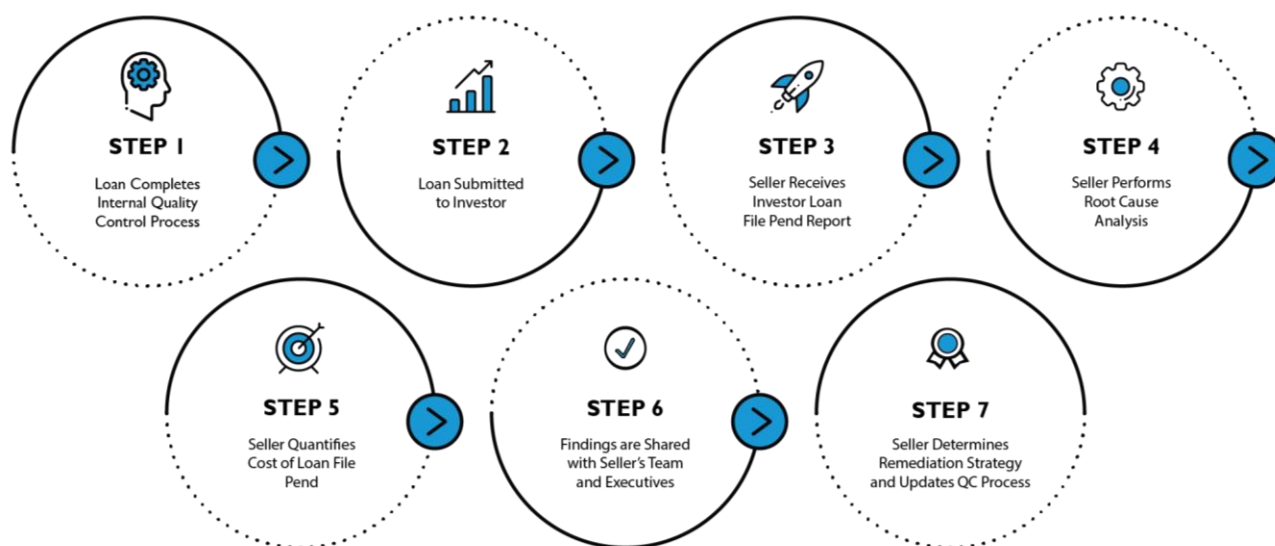 STEP 1
Loan Completes
Internal Quality
Control Process
STEP 2
Loan Submitted
to Investor
STEP 3
Seller Receives
Investor Loan
File Pend Report
STEP 4
Seller Performs
Root Cause
Analysis
STEP 5
Seller Quantifies
Cost of Loan File
Pend
STEP 6
Findings are Shared
with Seller’s Team
and Executives
STEP 7
Seller Determines
Remediation Strategy
and Updates QC Process